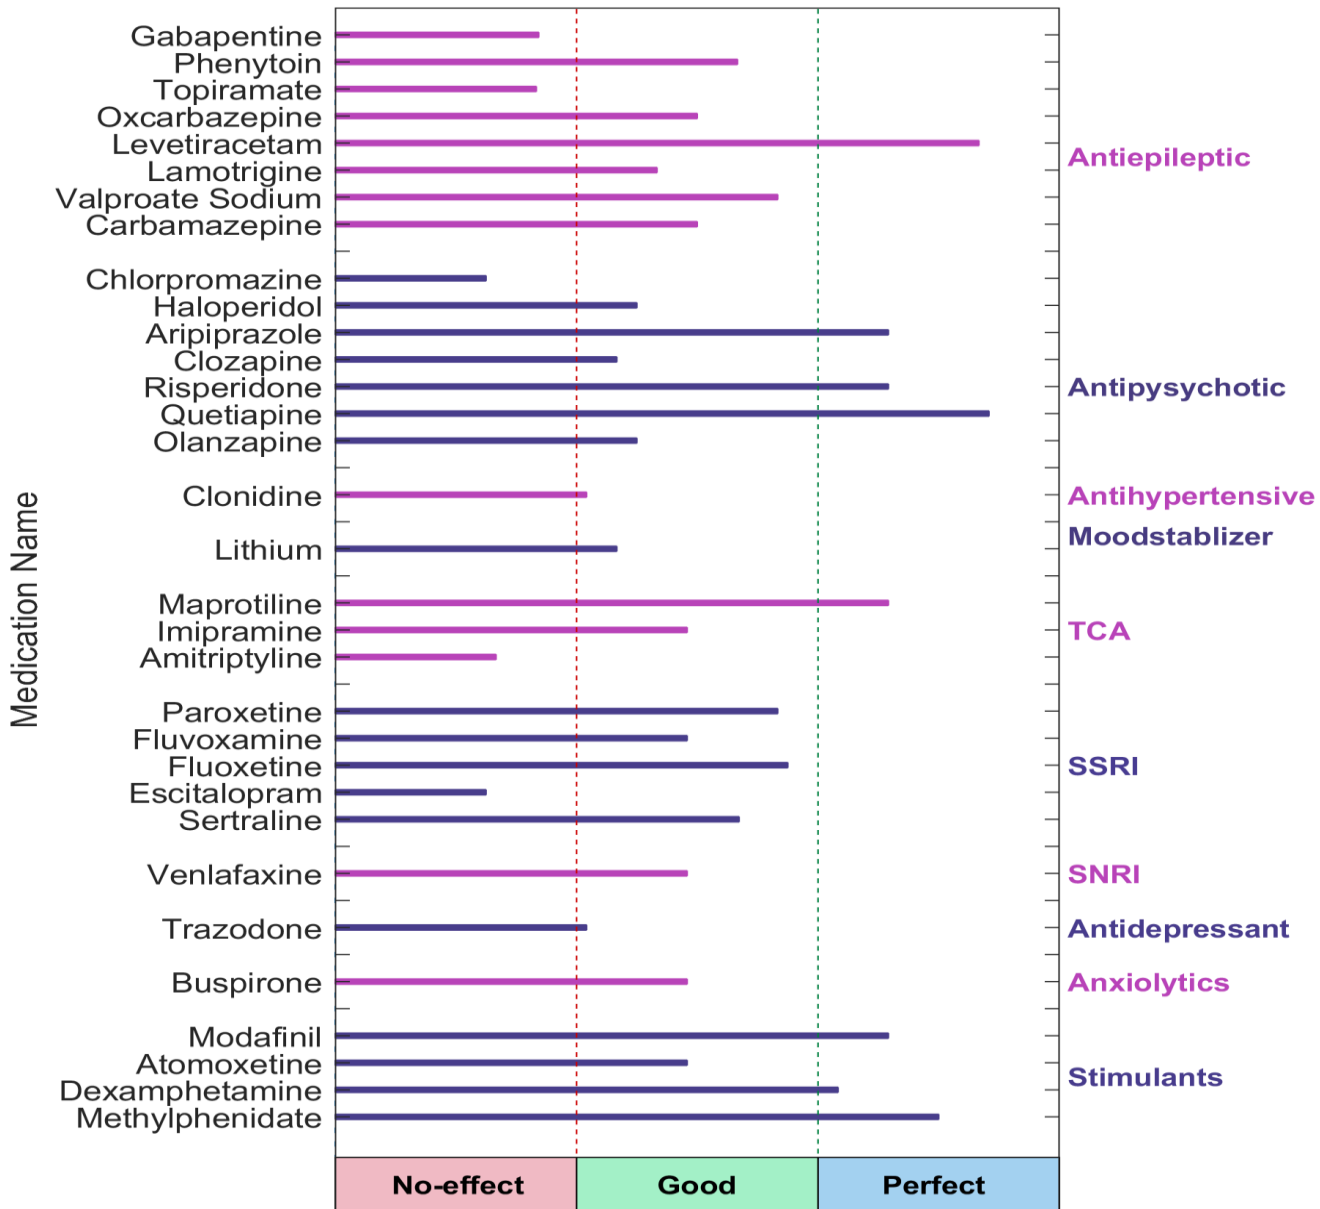 Gabapentine
Phenytoin
Topiramate
Oxcarbazepine
Levetiracetam
Lamotrigine
Valproate Sodium
Carbamazepine
Antiepileptic
Chlorpromazine
Haloperidol
Aripiprazole
Clozapine
Risperidone
Quetiapine
Olanzapine
Antipysychotic
Clonidine
Antihypertensive
Lithium
Moodstablizer
Maprotiline
Imipramine
Amitriptyline
TCA
Paroxetine
Fluvoxamine
Fluoxetine
Escitalopram
Sertraline
SSRI
Venlafaxine
SNRI
Trazodone
Antidepressant
Buspirone
Anxiolytics
Modafinil
Atomoxetine
Dexamphetamine
Methylphenidate
Stimulants
Medication Name
No-effect
Good
Perfect